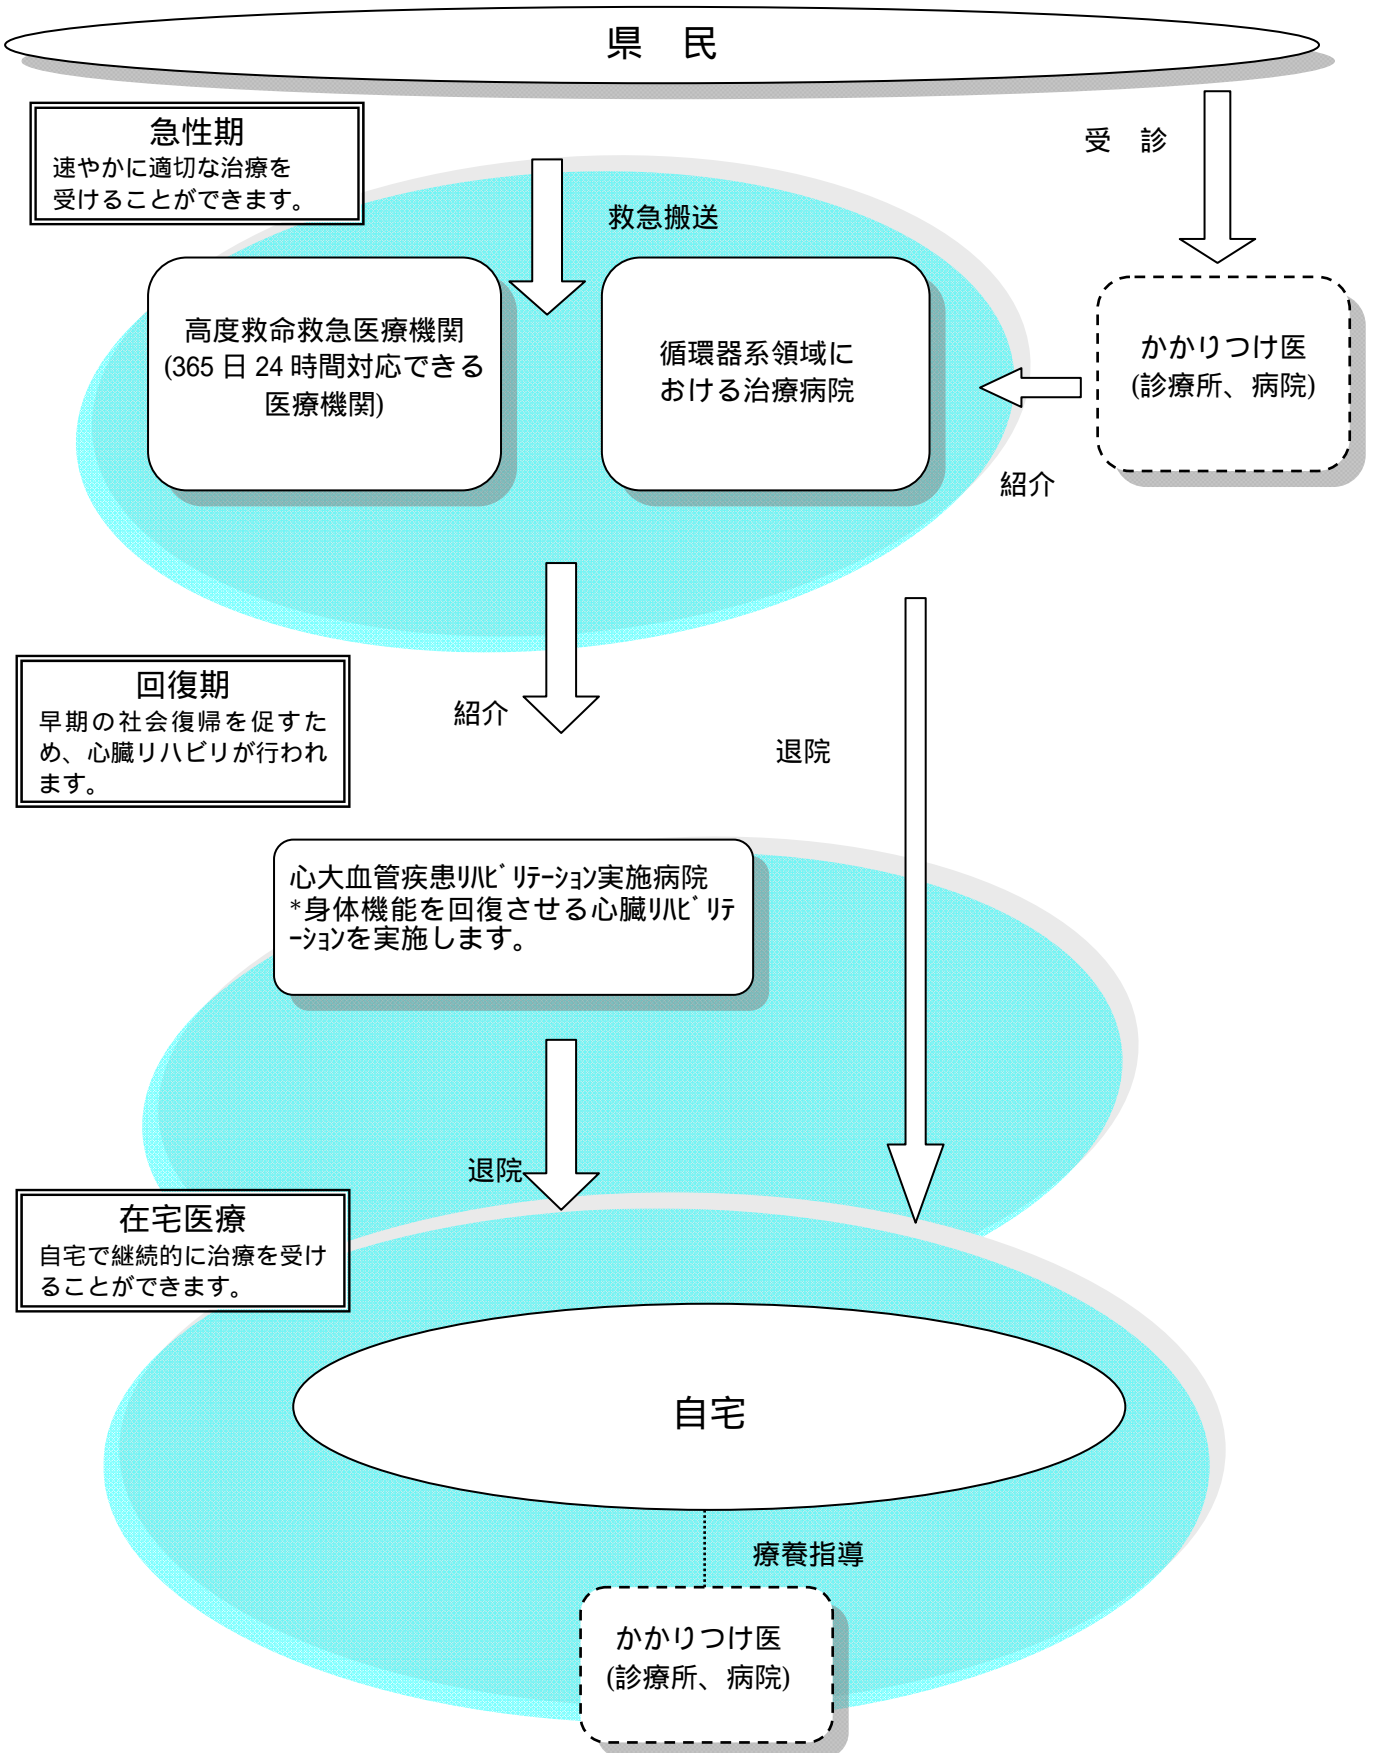 県　民
急性期
速やかに適切な治療を
受けることができます。
受　診
救急搬送
高度救命救急医療機関
(365 日 24 時間対応できる
医療機関)
循環器系領域に
おける治療病院
かかりつけ医
(診療所、病院)
紹介
回復期
早期の社会復帰を促すた
め、心臓リハビリが行われ
ます。
紹介
退院
心大血管疾患ﾘﾊﾋﾞﾘﾃｰｼｮﾝ実施病院
*身体機能を回復させる心臓ﾘﾊﾋﾞﾘﾃ
ｰｼｮﾝを実施します。
退院
在宅医療
自宅で継続的に治療を受け
ることができます。
自宅
療養指導
かかりつけ医
(診療所、病院)